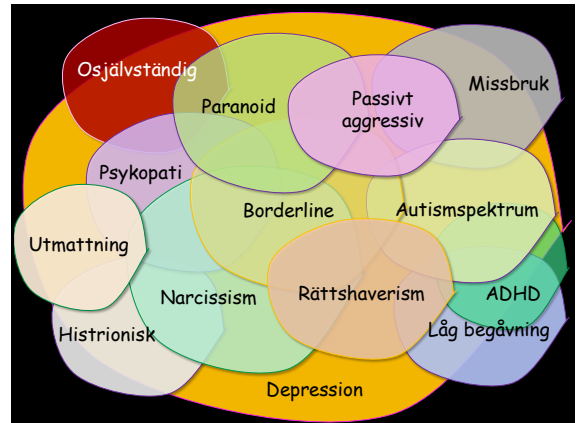 Osjälvständig
Paranoid
Passivt
aggressiv
Missbruk
Psykopati
Borderline
Autismspektrum
Utmattning
Narcissism
Rättshaverism
ADHD
Histrionisk
Låg begåvning
Depression